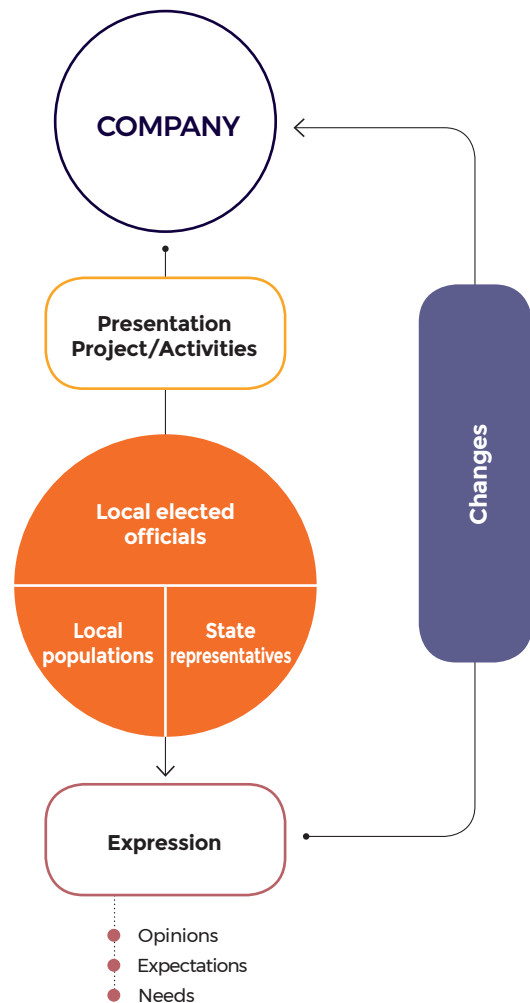 COMPANY
Presentation
Project/Activities
Local elected
officials
Local
populations
State
representatives
Expression
Opinions
Expectations
Needs
Changes